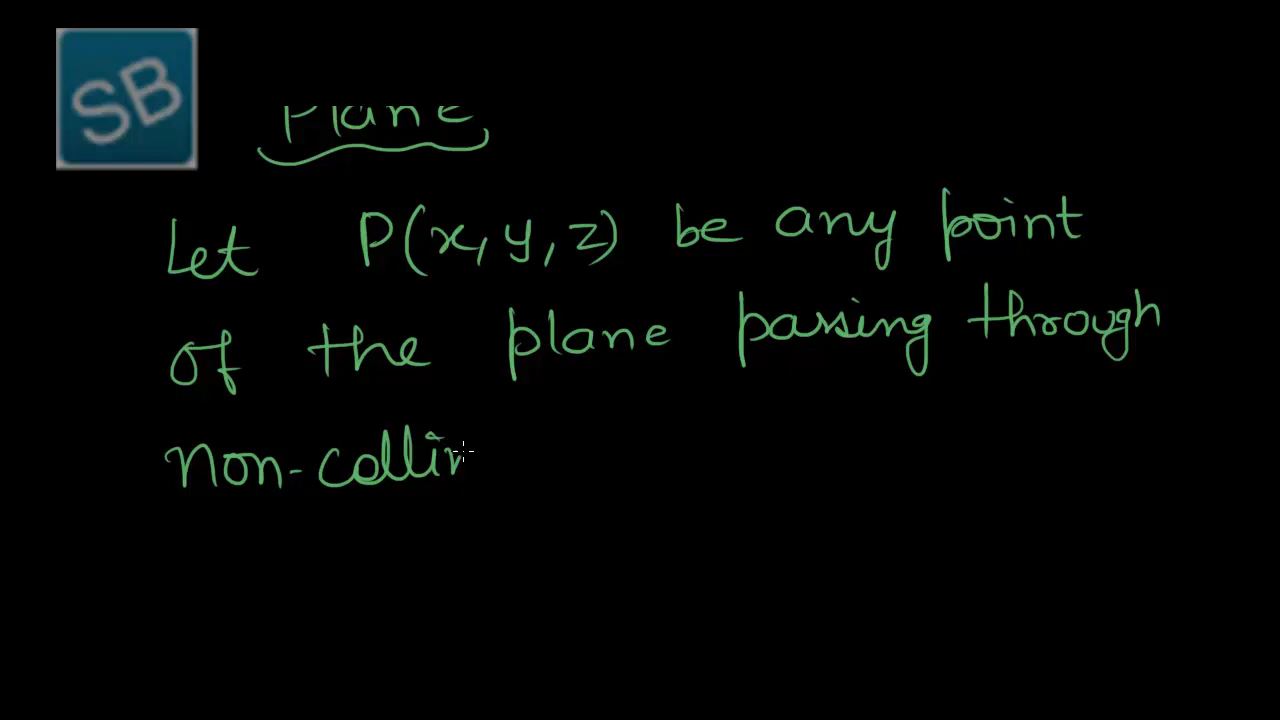 SB
Plane
Let P(x, y, z) be any point
of the plane passing through
non-collin